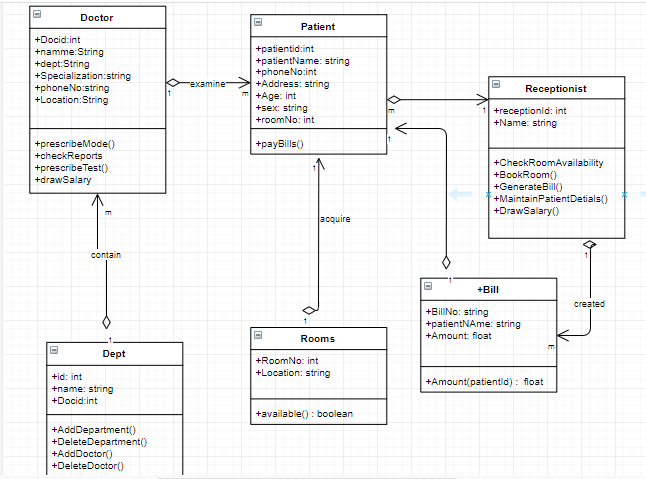 Doctor
+Docid:int
+namme:String
+dept:String
+Specialization:string
+phoneNo:string
+Location:String
+prescribeMode()
+checkReports
+prescribeTest()
+drawSalary
1
examine
m
Patient
+patientid:int
+patientName: string
+phoneNo:int
+Address: string
+Age: int
+sex: string
+roomNo: int
+payBills()
m
1
Receptionist
+receptionId: int
+Name: string
+CheckRoomAvailability
+BookRoom()
+GenerateBill()
+MaintainPatientDetials()
+DrawSalary()
1
1
m
contain
1
acquire
1
1
1
created
m
+Bill
+BillNo: string
+patientNAme: string
+Amount: float
+Amount(patientId) : float
Rooms
+RoomNo: int
+Location: string
+available() : boolean
Dept
+id: int
+name: string
+Docid:int
+AddDepartment()
+DeleteDepartment()
+AddDoctor()
+DeleteDoctor()